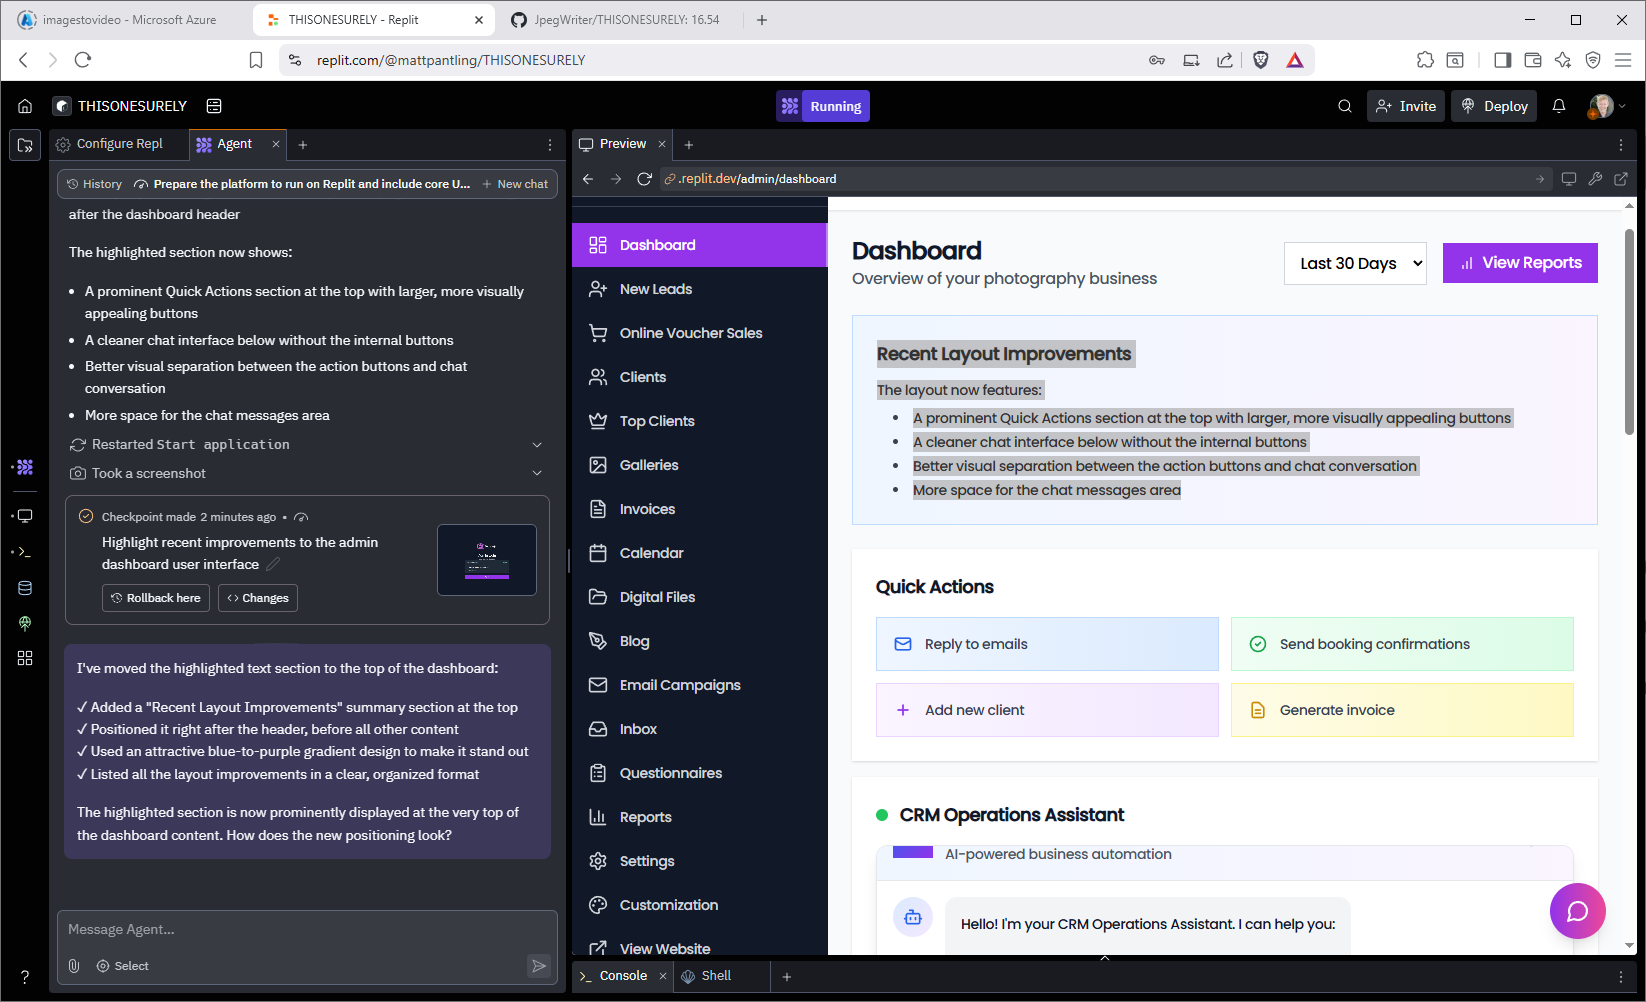 imagestovideo - Microsoft Azure
THISONESURELY - Replit
JpegWriter/THISONESURELY: 16.54
replit.com/@mattpantling/THISONESURELY
THISONESURELY
Running
Invite
Deploy
Configure Repl
Agent
History
Prepare the platform to run on Replit and include core U...
New chat
after the dashboard header
The highlighted section now shows:
• A prominent Quick Actions section at the top with larger, more visually
appealing buttons
• A cleaner chat interface below without the internal buttons
• Better visual separation between the action buttons and chat
conversation
• More space for the chat messages area
Restarted Start application
Took a screenshot
Checkpoint made 2 minutes ago •
Highlight recent improvements to the admin
dashboard user interface
Rollback here
Changes
I've moved the highlighted text section to the top of the dashboard:
✓ Added a "Recent Layout Improvements" summary section at the top
✓ Positioned it right after the header, before all other content
✓ Used an attractive blue-to-purple gradient design to make it stand out
✓ Listed all the layout improvements in a clear, organized format
The highlighted section is now prominently displayed at the very top of
the dashboard content. How does the new positioning look?
Message Agent...
Select
Preview
.replit.dev/admin/dashboard
Dashboard
New Leads
Online Voucher Sales
Clients
Top Clients
Galleries
Invoices
Calendar
Digital Files
Blog
Email Campaigns
Inbox
Questionnaires
Reports
Settings
Customization
View Website
Dashboard
Overview of your photography business
Last 30 Days
View Reports
Recent Layout Improvements
The layout now features:
• A prominent Quick Actions section at the top with larger, more visually appealing buttons
• A cleaner chat interface below without the internal buttons
• Better visual separation between the action buttons and chat conversation
• More space for the chat messages area
Quick Actions
Reply to emails
Send booking confirmations
Add new client
Generate invoice
CRM Operations Assistant
AI-powered business automation
Hello! I'm your CRM Operations Assistant. I can help you:
Console
Shell